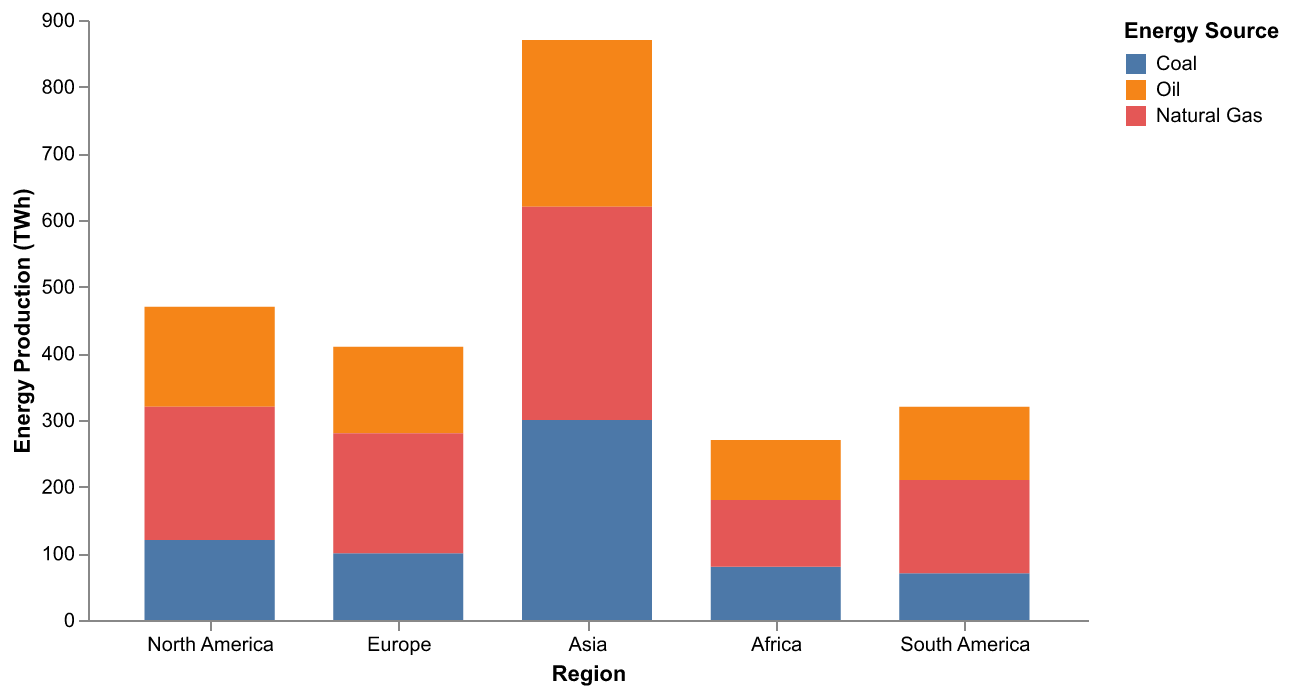 Energy Production (TWh)
900
800
700
600
500
400
300
200
100
0
North America Europe Asia Africa South America
Region
Energy Source
Coal
Oil
Natural Gas